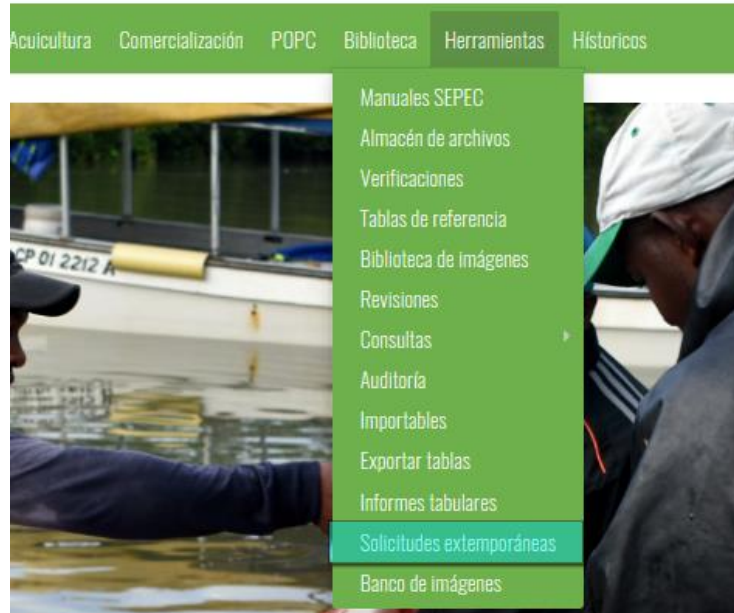 Acuicultura Comercialización POPC Biblioteca Herramientas Históricos
Manuales SEPEC
Almacén de archivos
Verificaciones
Tablas de referencia
Biblioteca de imágenes
Revisiones
Consultas
Auditoría
Importables
Exportar tablas
Informes tabulares
Solicitudes extemporáneas
Banco de imágenes
CP 01 2212 A